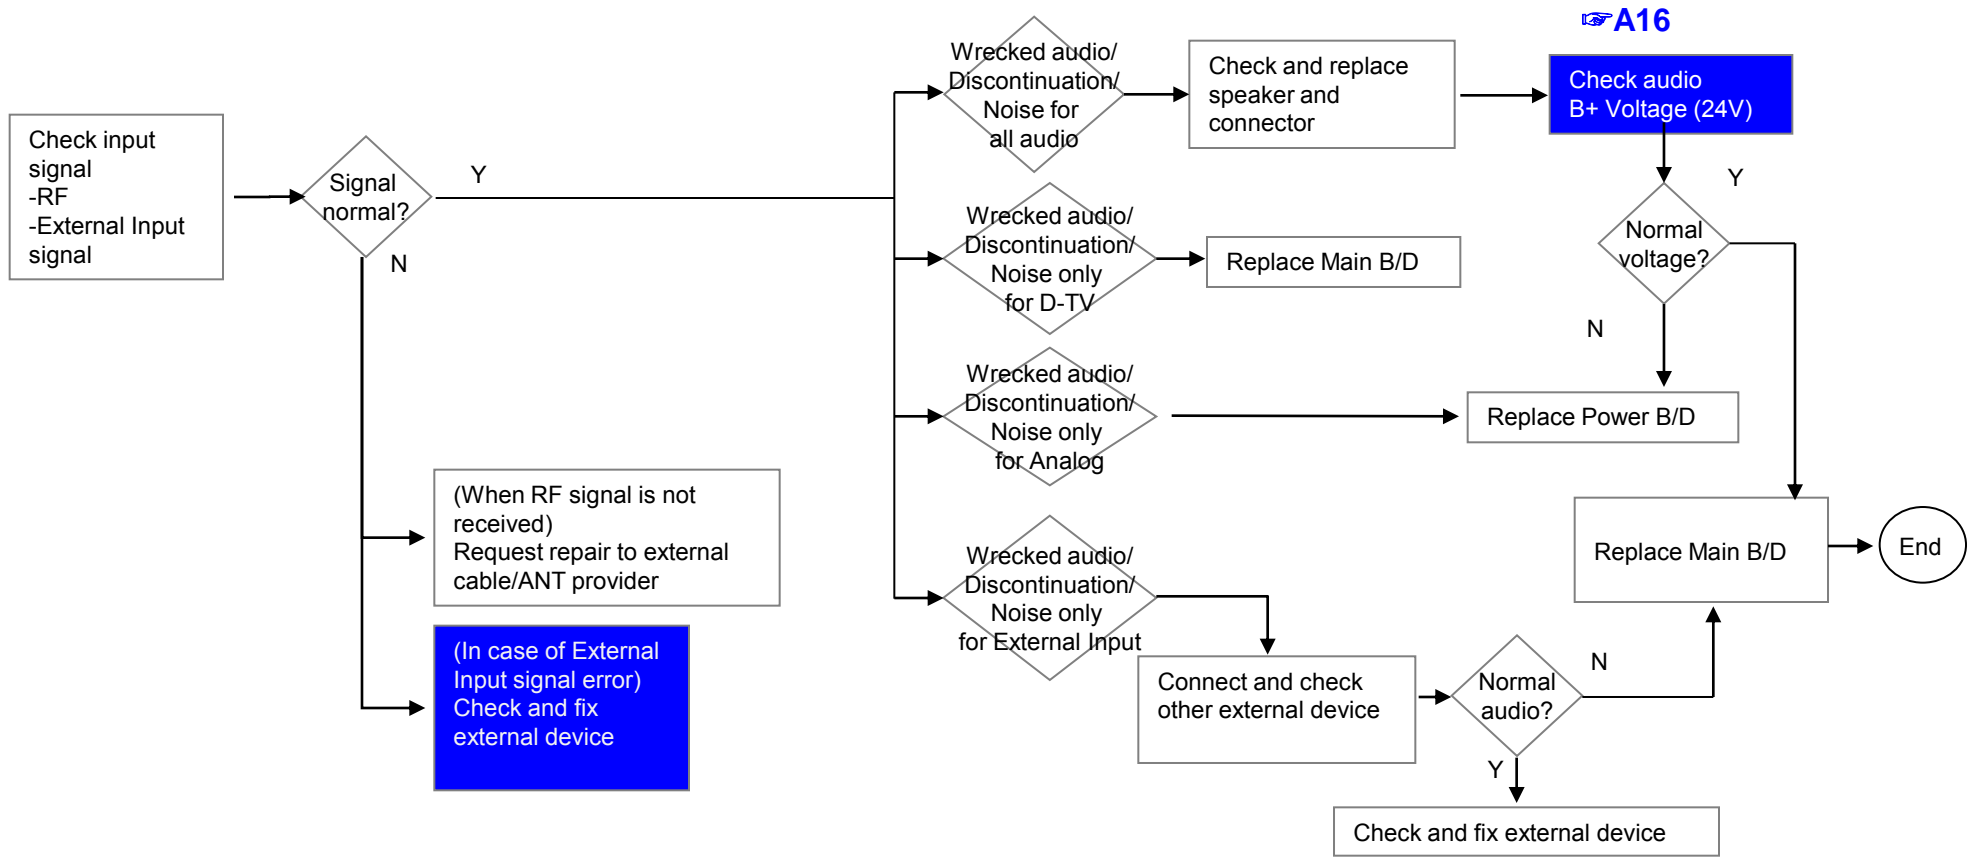 ☞A16
Check input
signal
-RF
-External Input
signal
Signal
normal?
Y
N
(When RF signal is not
received)
Request repair to external
cable/ANT provider
(In case of External
Input signal error)
Check and fix
external device
Wrecked audio/
Discontinuation/
Noise for
all audio
Check and replace
speaker and
connector
Check audio
B+ Voltage (24V)
Y
Normal
voltage?
N
Wrecked audio/
Discontinuation/
Noise only
for D-TV
Replace Main B/D
Wrecked audio/
Discontinuation/
Noise only
for Analog
Replace Power B/D
Wrecked audio/
Discontinuation/
Noise only
for External Input
Connect and check
other external device
Normal
audio?
N
Y
Replace Main B/D
End
Check and fix external device